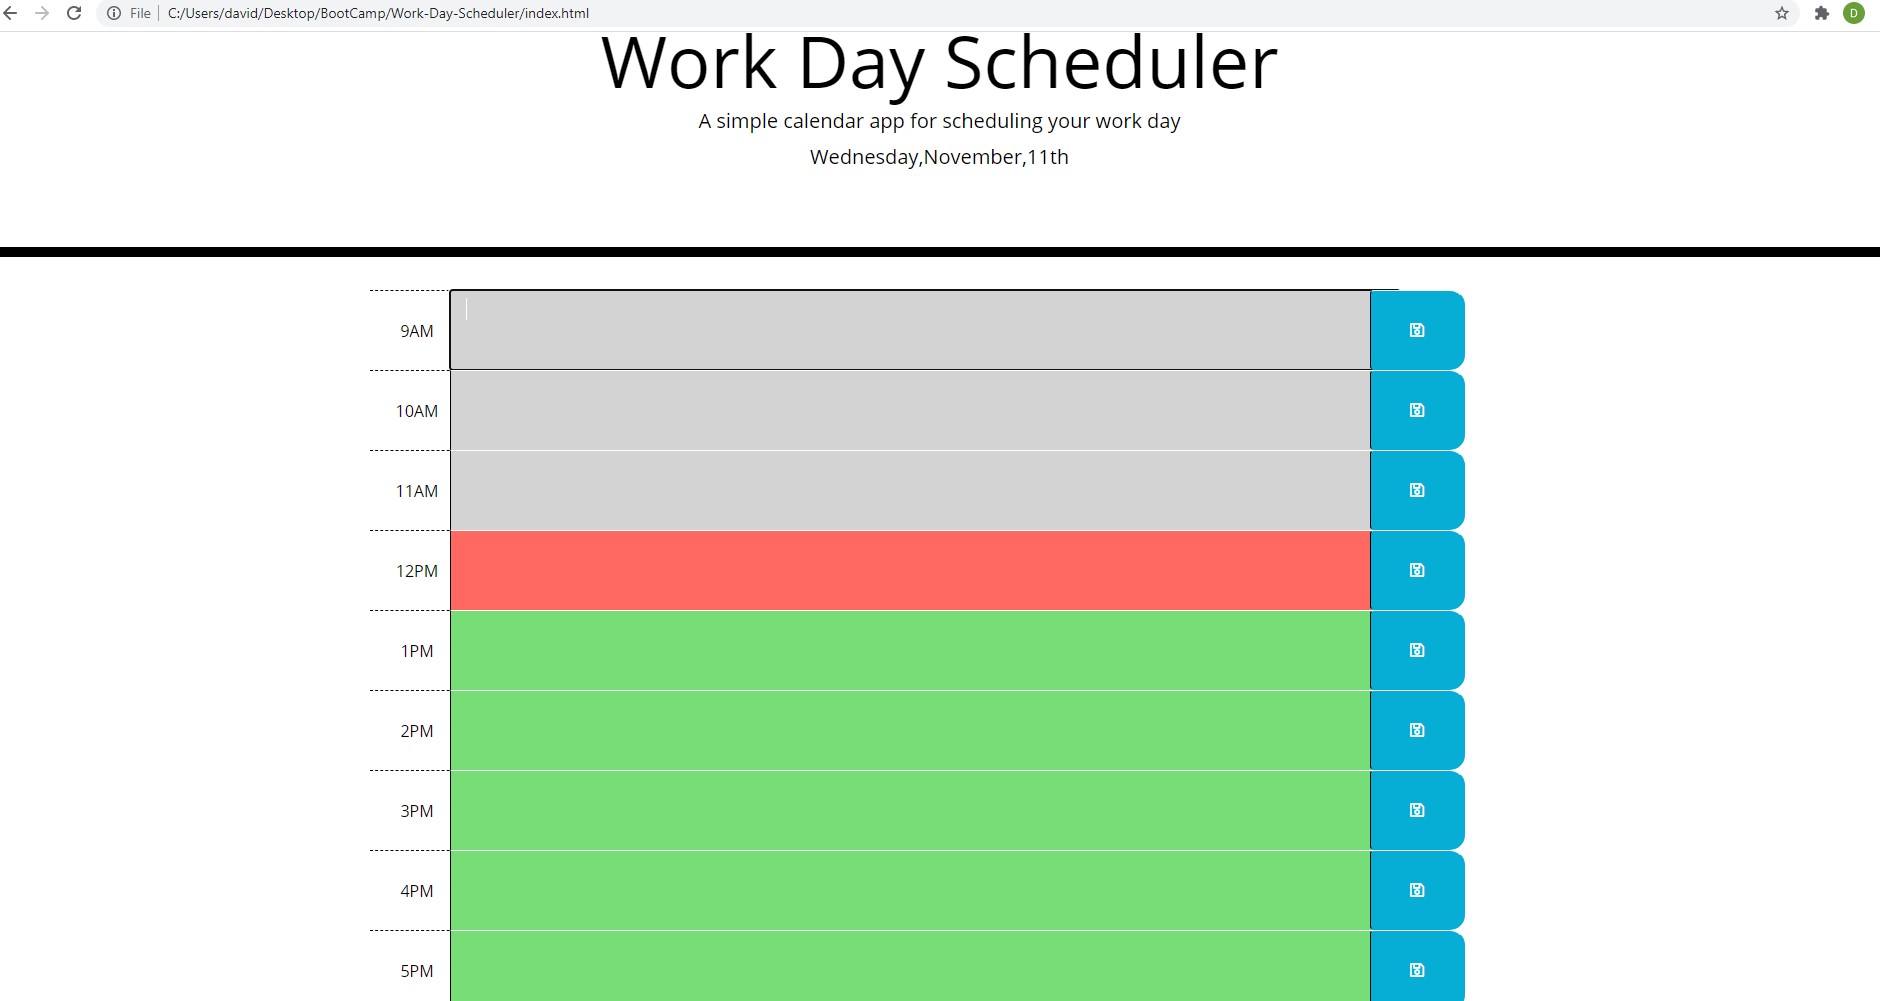 File C:/Users/david/Desktop/BootCamp/Work-Day-Scheduler/index.html D
Work Day Scheduler
A simple calendar app for scheduling your work day
Wednesday,November,11th
9AM
10AM
11AM
12PM
1PM
2PM
3PM
4PM
5PM